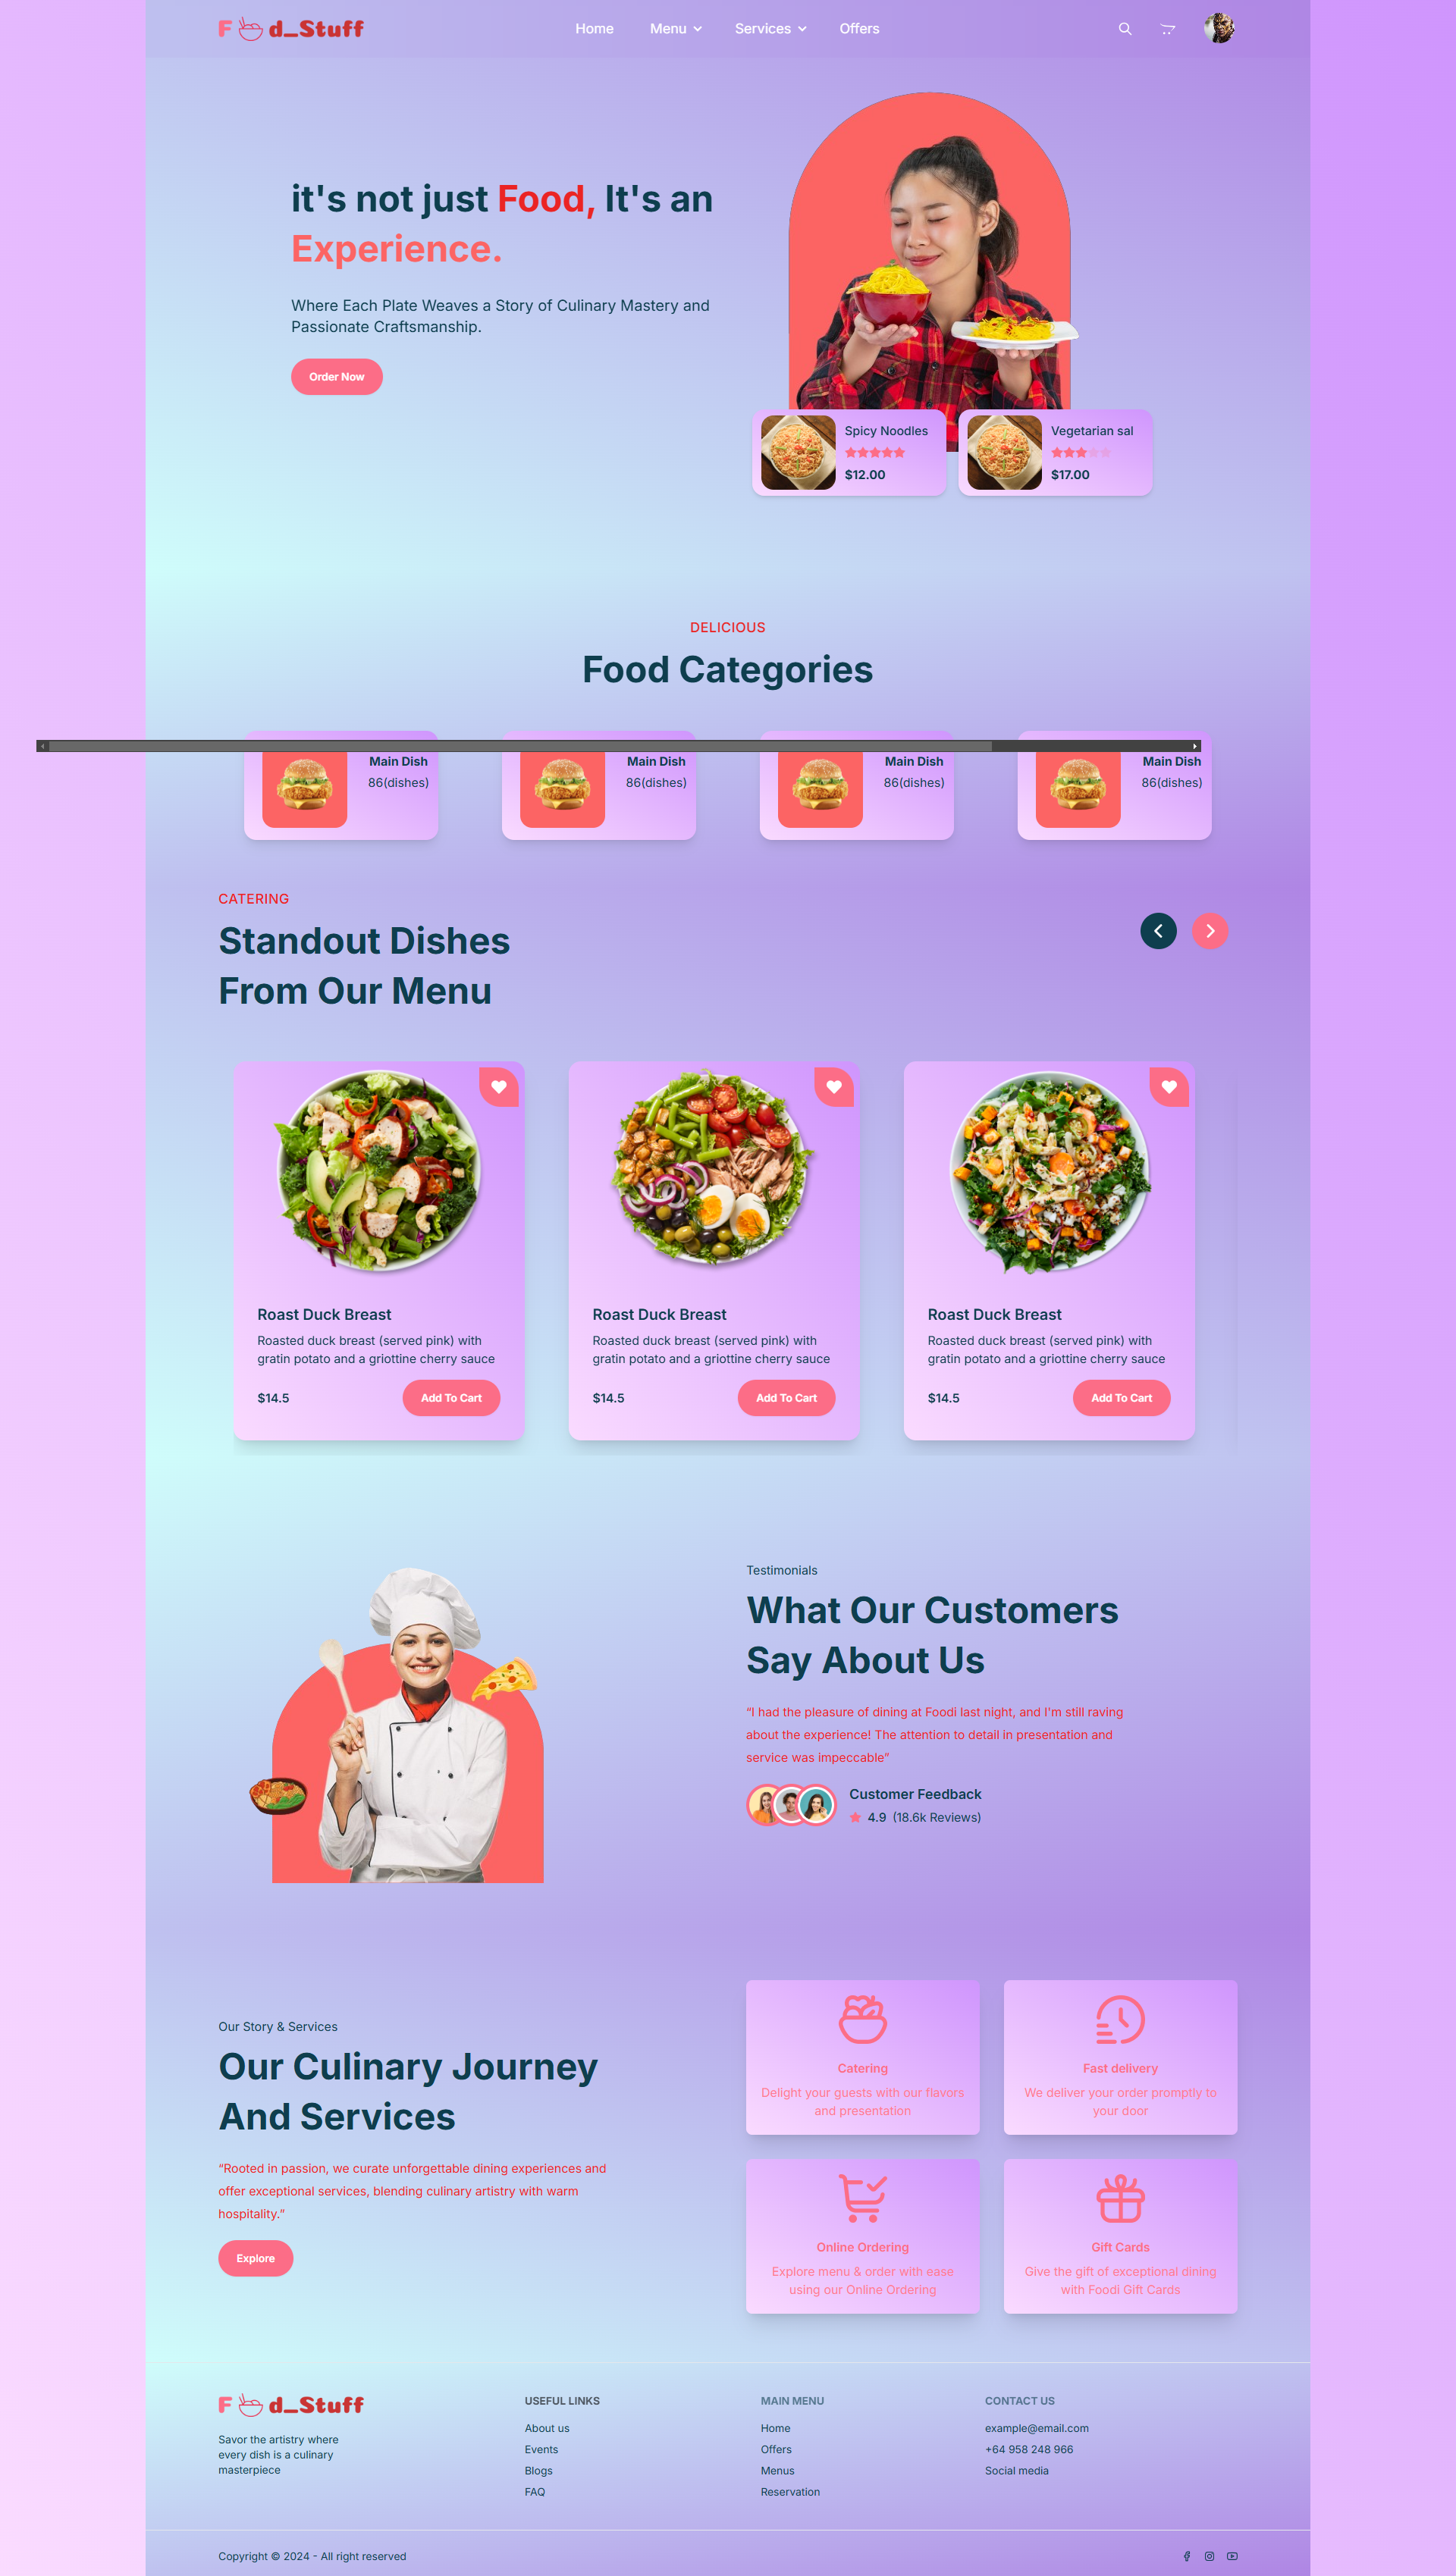 F d_Stuff
Home
Menu
Services
Offers
it's not just Food, It's an
Experience.
Where Each Plate Weaves a Story of Culinary Mastery and
Passionate Craftsmanship.
Order Now
Spicy Noodles
$12.00
Vegetarian sal
$17.00
DELICIOUS
Food Categories
Main Dish
86(dishes)
Main Dish
86(dishes)
Main Dish
86(dishes)
Main Dish
86(dishes)
CATERING
Standout Dishes
From Our Menu
Roast Duck Breast
Roasted duck breast (served pink) with
gratin potato and a griottine cherry sauce
$14.5
Add To Cart
Roast Duck Breast
Roasted duck breast (served pink) with
gratin potato and a griottine cherry sauce
$14.5
Add To Cart
Roast Duck Breast
Roasted duck breast (served pink) with
gratin potato and a griottine cherry sauce
$14.5
Add To Cart
Testimonials
What Our Customers
Say About Us
“I had the pleasure of dining at Foodi last night, and I'm still raving
about the experience! The attention to detail in presentation and
service was impeccable”
Customer Feedback
4.9 (18.6k Reviews)
Our Story & Services
Our Culinary Journey
And Services
“Rooted in passion, we curate unforgettable dining experiences and
offer exceptional services, blending culinary artistry with warm
hospitality.”
Explore
Catering
Delight your guests with our flavors
and presentation
Fast delivery
We deliver your order promptly to
your door
Online Ordering
Explore menu & order with ease
using our Online Ordering
Gift Cards
Give the gift of exceptional dining
with Foodi Gift Cards
F d_Stuff
Savor the artistry where
every dish is a culinary
masterpiece
USEFUL LINKS
About us
Events
Blogs
FAQ
MAIN MENU
Home
Offers
Menus
Reservation
CONTACT US
example@email.com
+64 958 248 966
Social media
Copyright © 2024 - All right reserved